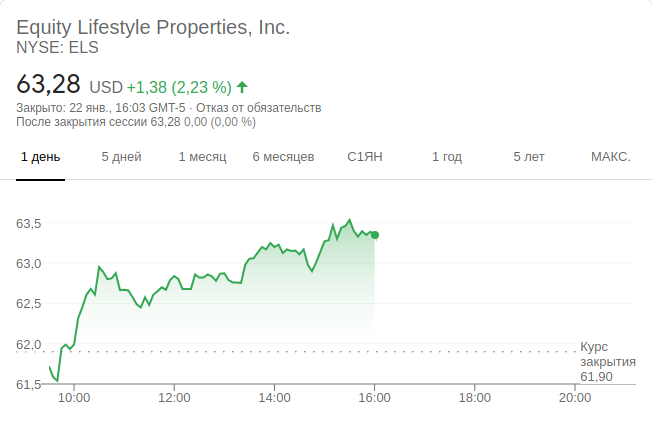 Equity Lifestyle Properties, Inc.
NYSE: ELS
63,28 USD +1,38 (2,23 %)
Закрыто: 22 янв., 16:03 GMT-5 · Отказ от обязательств
После закрытия сессии 63,28 0,00 (0,00 %)
1 день 5 дней 1 месяц 6 месяцев С1ЯН 1 год 5 лет МАКС.
63,5
63,0
62,5
62,0
Курс
закрытия
61,90
61,5
10:00 12:00 14:00 16:00 18:00 20:00